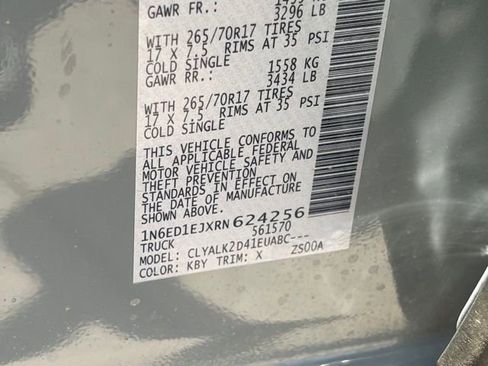 GAWR FR.:
3296 LB
WITH 265/70R17 TIRES
17 X 7.5 RIMS AT 35 PSI
COLD SINGLE
GAWR RR.: 1558 KG
3434 LB
WITH 265/70R17 TIRES
17 X 7.5 RIMS AT 35 PSI
COLD SINGLE
THIS VEHICLE CONFORMS TO
ALL APPLICABLE FEDERAL
MOTOR VEHICLE SAFETY AND
THEFT PREVENTION
STANDARDS IN EFFECT ON
THE DATE OF MANUFACTURE
1N6ED1EJXRN624256
TRUCK 561570
MODEL: CLYALK2D41EUABC---
COLOR: KBY TRIM: X ZS00A